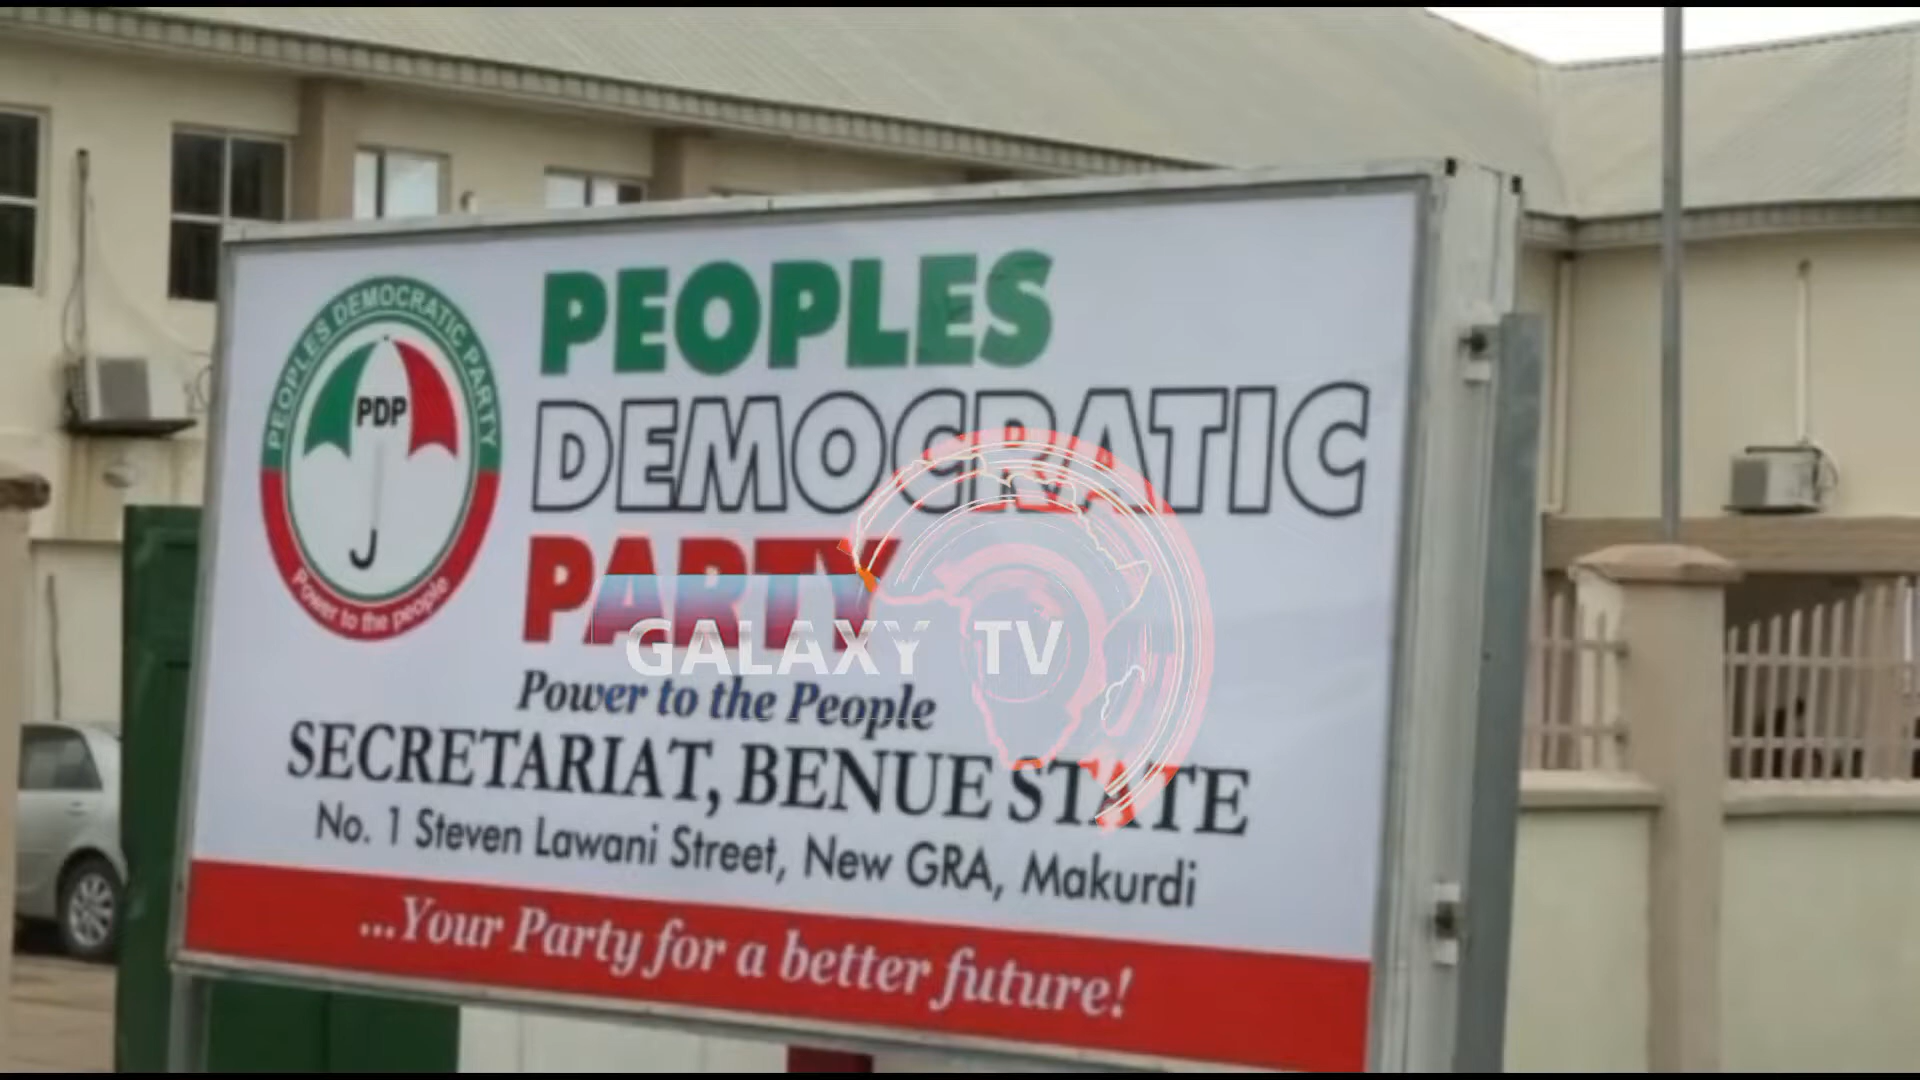 PEOPLES DEMOCRATIC PARTY
PDP
Power to the people
PEOPLES
DEMOCRATIC
PARTY
GALAXY TV
Power to the People
SECRETARIAT, BENUE STATE
No. 1 Steven Lawani Street, New GRA, Makurdi
...Your Party for a better future!